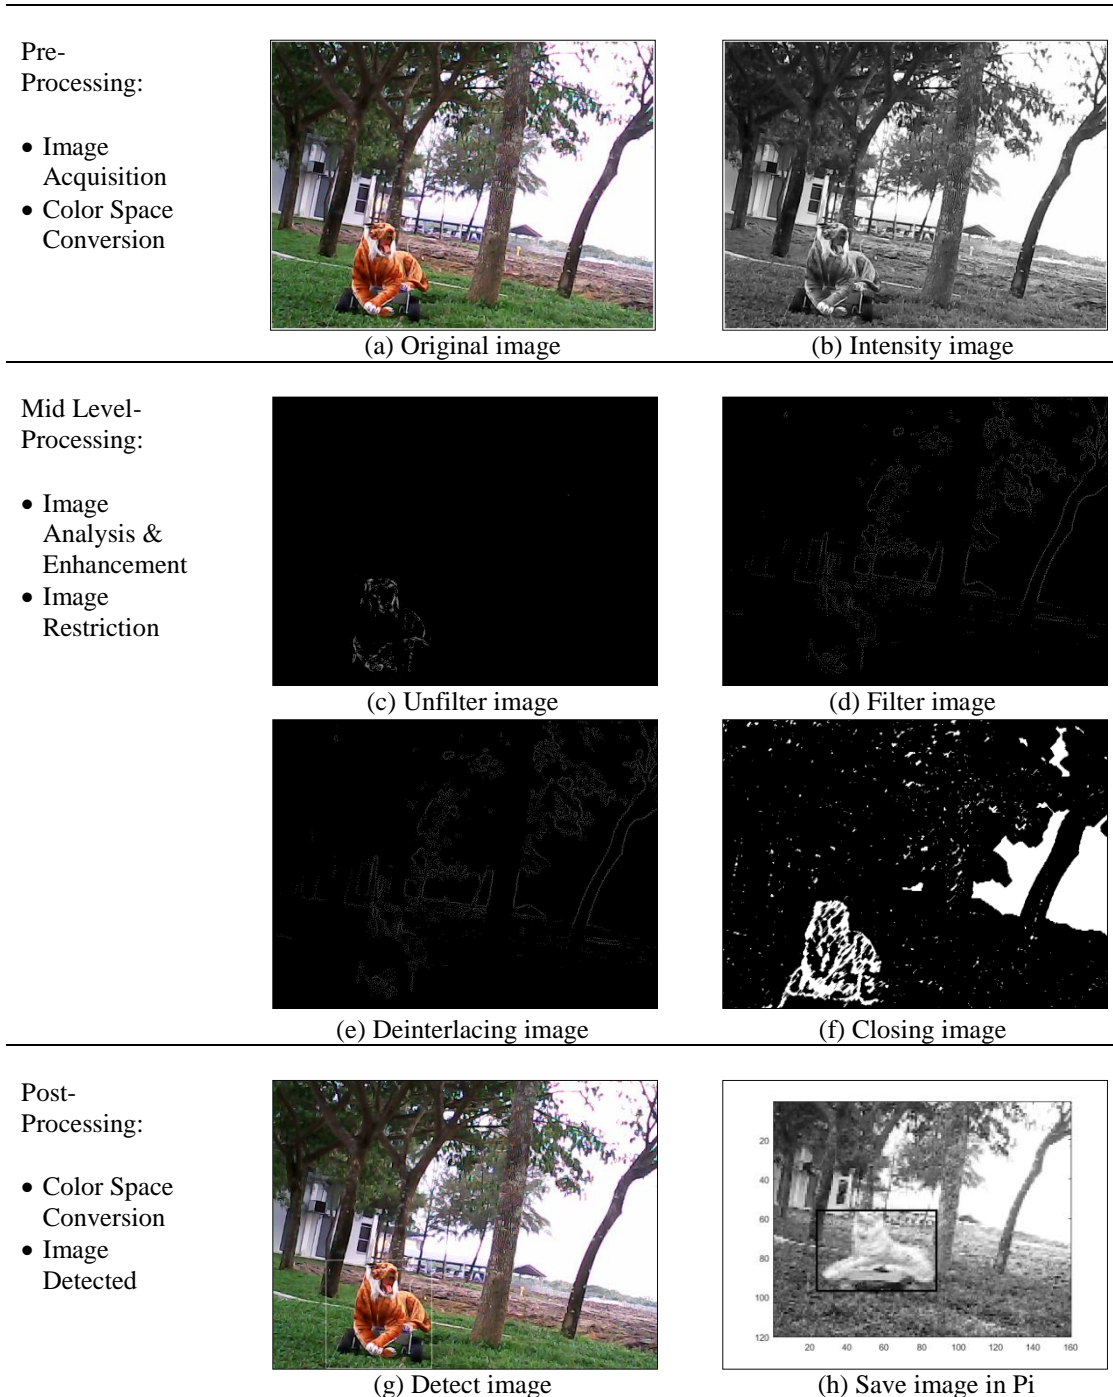 Pre-
Processing:
• Image
Acquisition
• Color Space
Conversion
(a) Original image
(b) Intensity image
Mid Level-
Processing:
• Image
Analysis &
Enhancement
• Image
Restriction
(c) Unfilter image
(d) Filter image
(e) Deinterlacing image
(f) Closing image
Post-
Processing:
• Color Space
Conversion
• Image
Detected
(g) Detect image
20
40
60
80
100
120
20 40 60 80 100 120 140 160
(h) Save image in Pi